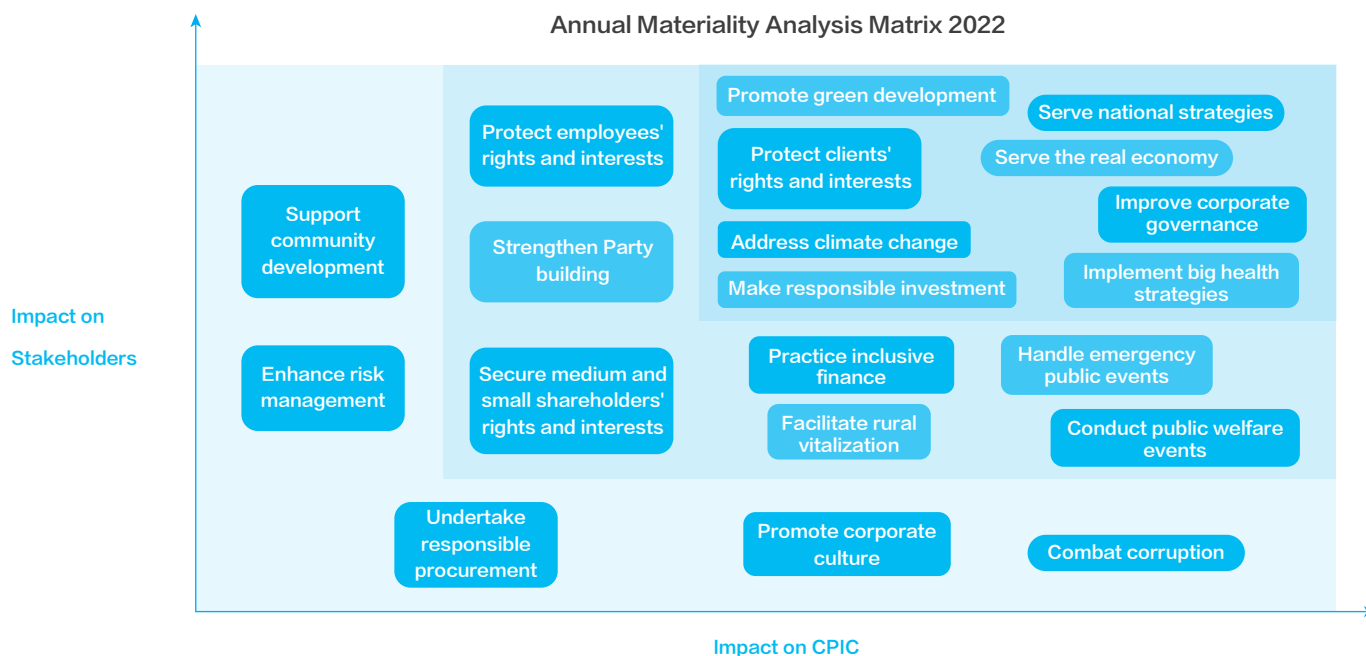 Annual Materiality Analysis Matrix 2022
Promote green development
Serve national strategies
Protect employees'
rights and interests
Protect clients'
rights and interests
Serve the real economy
Support
community
development
Improve corporate
governance
Strengthen Party
building
Address climate change
Make responsible investment
Implement big health
strategies
Impact on
Stakeholders
Enhance risk
management
Secure medium and
small shareholders'
rights and interests
Practice inclusive
finance
Handle emergency
public events
Facilitate rural
vitalization
Conduct public welfare
events
Undertake
responsible
procurement
Promote corporate
culture
Combat corruption
Impact on CPIC